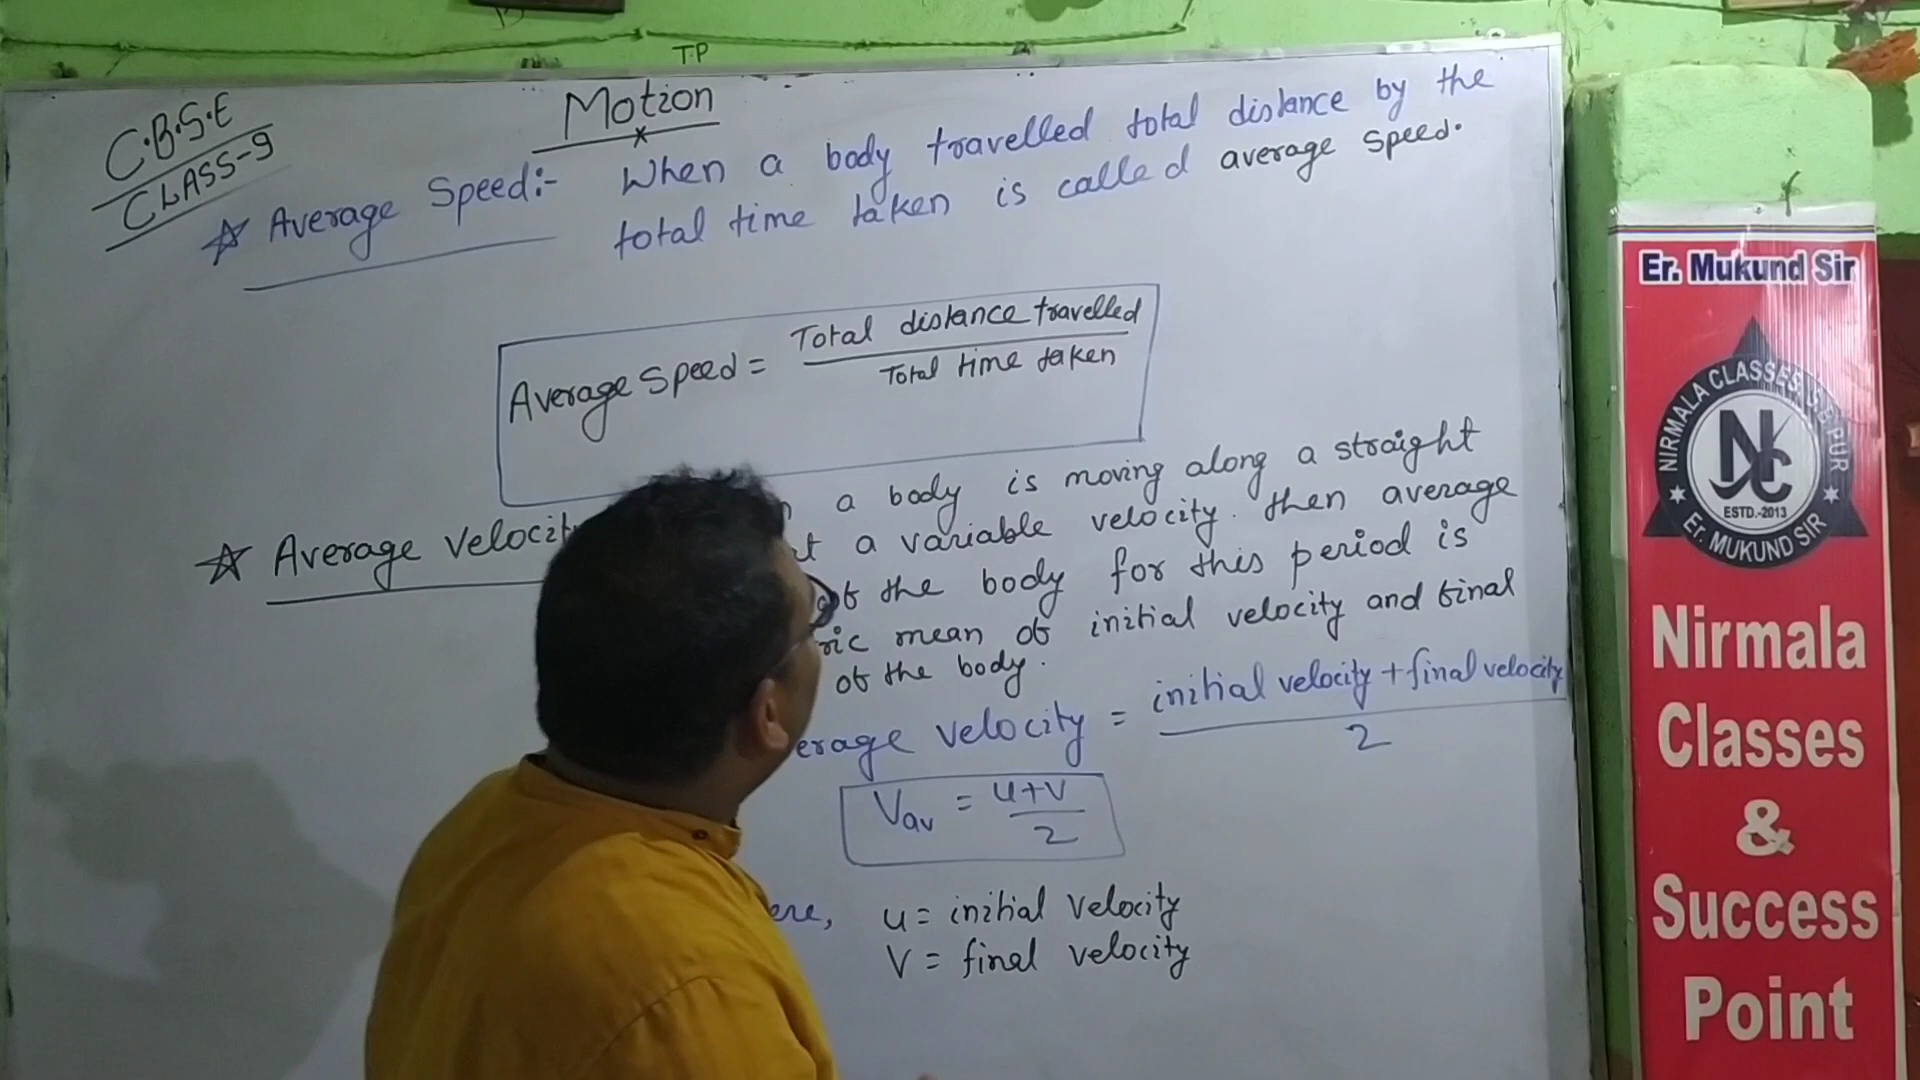 T.P
C.B.S.E
CLASS-9
Motion
Average Speed:- When a body travelled total distance by the
total time taken is called average speed.
Average Speed = Total distance travelled
Total time taken
Average Velocity a body is moving along a straight
a variable velocity. then average
of the body for this period is
mean of initial velocity and final
of the body.
velocity = initial velocity + final velocity
2
Vav = u+v
2
u = initial velocity
V = final velocity
Er. Mukund Sir
NIRMALA CLASSES, S.B.PUR
NC
ESTD.-2013
Er. MUKUND SIR
Nirmala
Classes
&
Success
Point